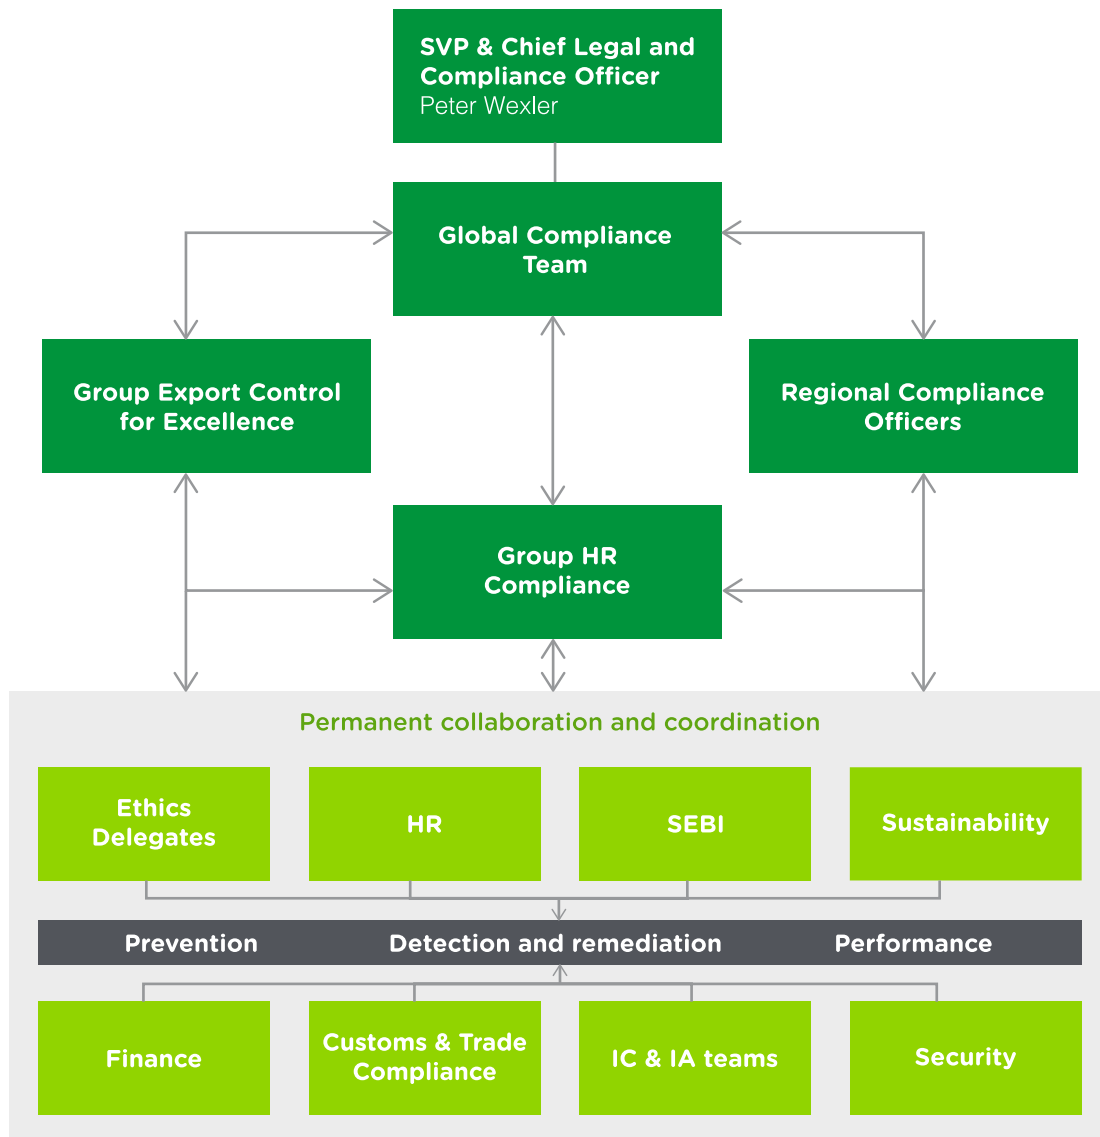 SVP & Chief Legal and
Compliance Officer
Peter Wexler
Global Compliance
Team
Group Export Control
for Excellence
Regional Compliance
Officers
Group HR
Compliance
Permanent collaboration and coordination
Ethics
Delegates
HR
SEBI
Sustainability
Prevention
Detection and remediation
Performance
Finance
Customs & Trade
Compliance
IC & IA teams
Security